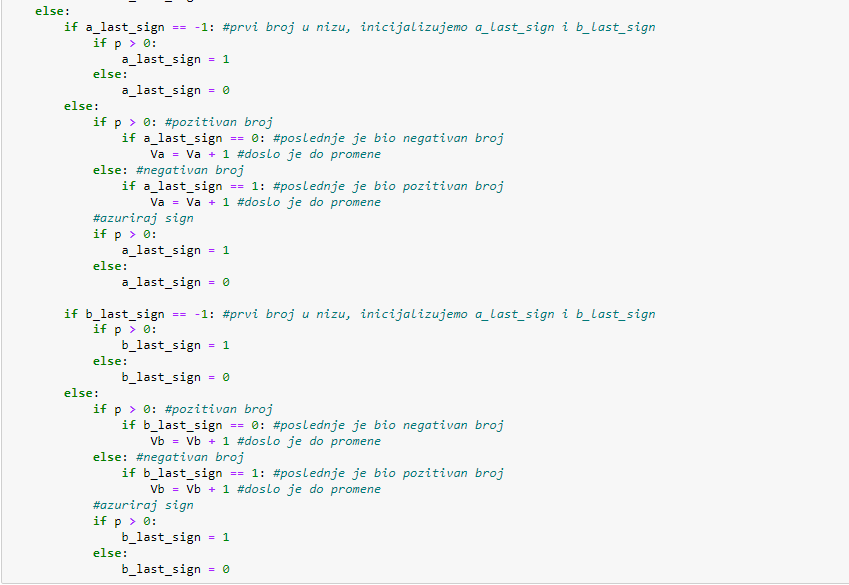 else:
if a_last_sign == -1: #prvi broj u nizu, inicijalizujemo a_last_sign i b_last_sign
if p > 0:
a_last_sign = 1
else:
a_last_sign = 0
else:
if p > 0: #pozitivan broj
if a_last_sign == 0: #poslednje je bio negativan broj
Va = Va + 1 #doslo je do promene
else: #negativan broj
if a_last_sign == 1: #poslednje je bio pozitivan broj
Va = Va + 1 #doslo je do promene
#azuriraj sign
if p > 0:
a_last_sign = 1
else:
a_last_sign = 0
if b_last_sign == -1: #prvi broj u nizu, inicijalizujemo a_last_sign i b_last_sign
if p > 0:
b_last_sign = 1
else:
b_last_sign = 0
else:
if p > 0: #pozitivan broj
if b_last_sign == 0: #poslednje je bio negativan broj
Vb = Vb + 1 #doslo je do promene
else: #negativan broj
if b_last_sign == 1: #poslednje je bio pozitivan broj
Vb = Vb + 1 #doslo je do promene
#azuriraj sign
if p > 0:
b_last_sign = 1
else:
b_last_sign = 0